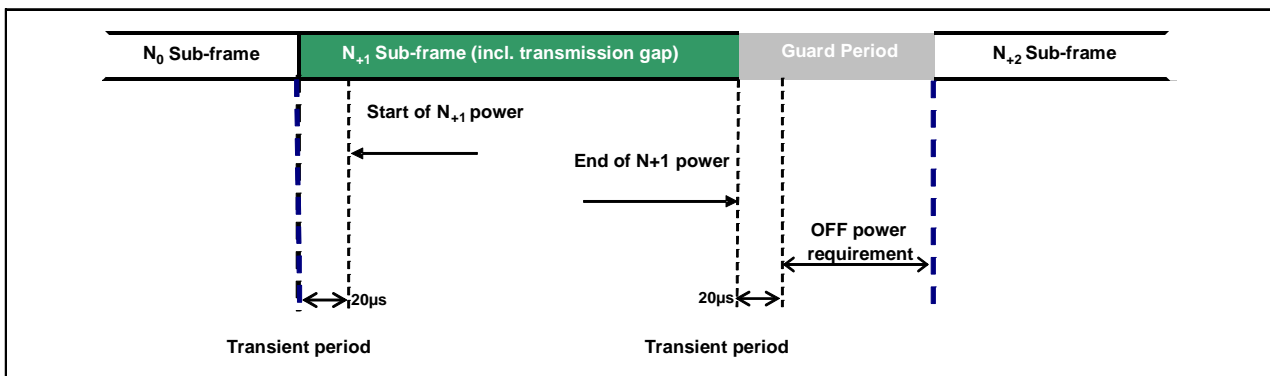 N0 Sub-frame
N+1 Sub-frame (incl. transmission gap)
Guard Period
N+2 Sub-frame
Start of N+1 power
End of N+1 power
OFF power
requirement
20µs
20µs
Transient period
Transient period